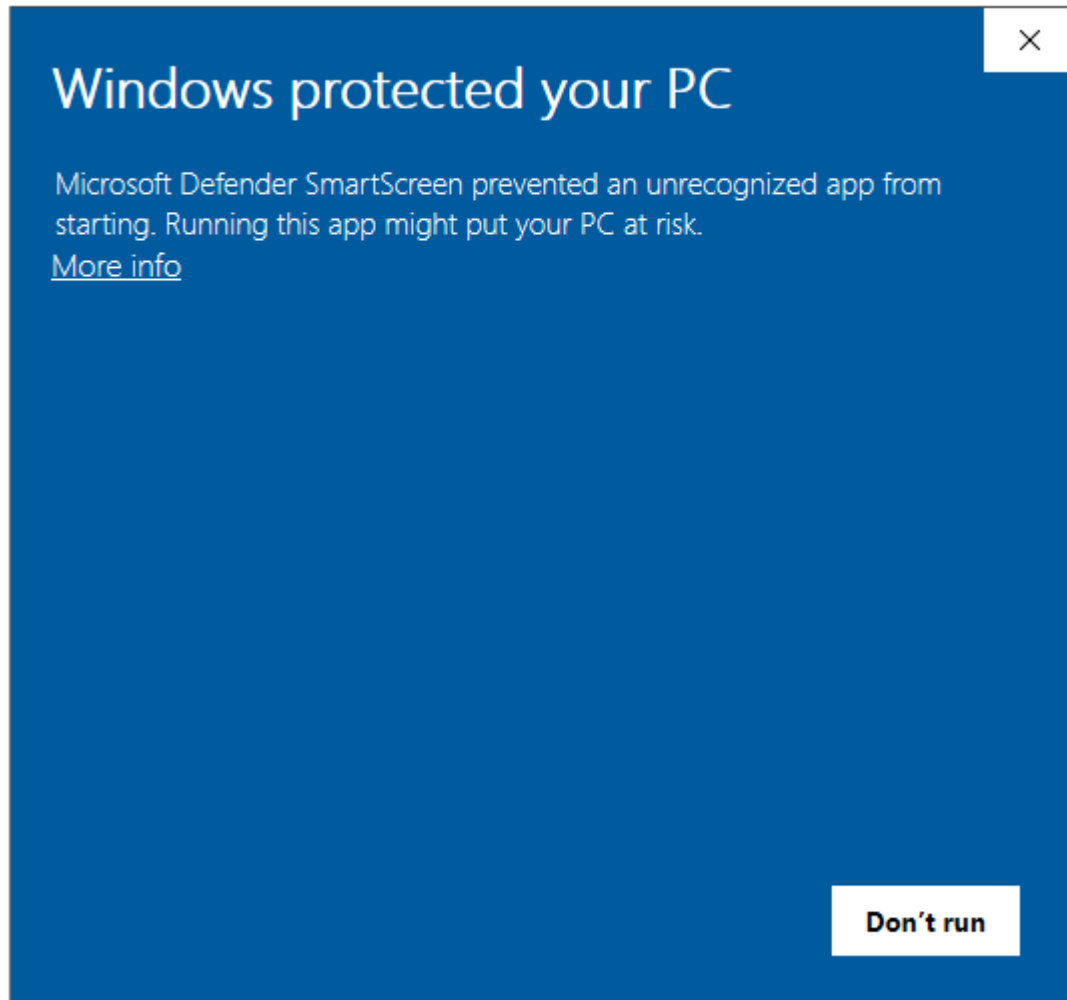 Windows protected your PC
Microsoft Defender SmartScreen prevented an unrecognized app from
starting. Running this app might put your PC at risk.
More info
Don’t run